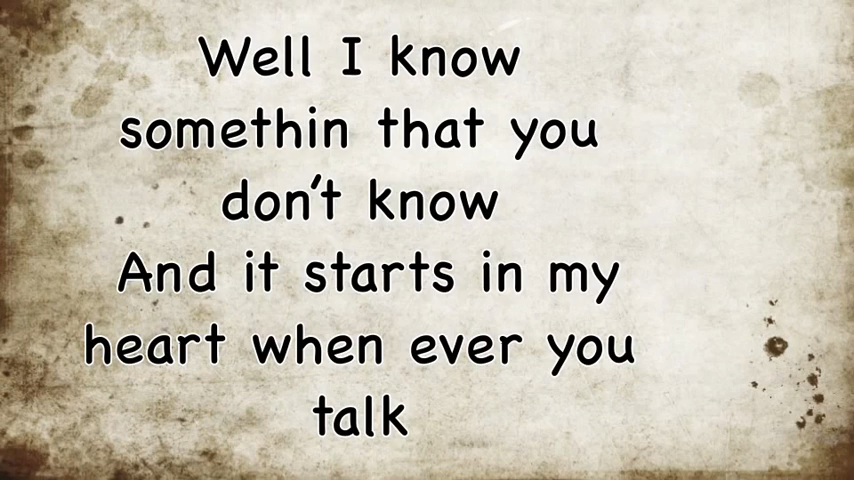 Well I know
somethin that you
don't know
And it starts in my
heart when ever you
talk